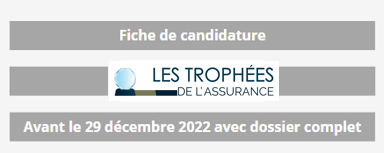 Fiche de candidature
LES TROPHÉES
DE L'ASSURANCE
Avant le 29 décembre 2022 avec dossier complet